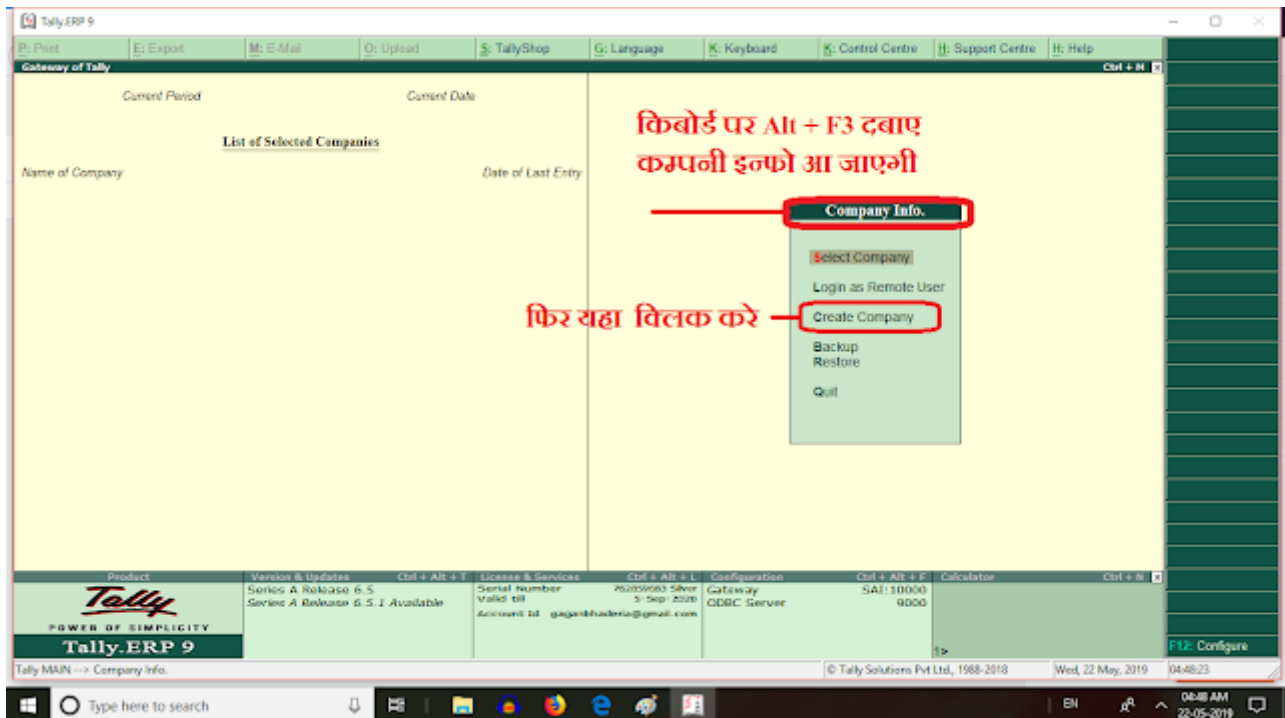 Tally.ERP 9
P: Print E: Export M: E-Mail O: Upload S: TallyShop G: Language K: Keyboard K: Control Centre H: Support Centre H: Help
Gateway of Tally Ctrl + N x
Current Period Current Date
List of Selected Companies
Name of Company Date of Last Entry
किबोर्ड पर Alt + F3 दबाए
कम्पनी इन्फो आ जाएगी
Company Info.
Select Company
Login as Remote User
फिर यहा क्लिक करे
Create Company
Backup
Restore
Quit
Product Version & Updates Ctrl + Alt + T License & Services Ctrl + Alt + L Configuration Ctrl + Alt + F Calculator Ctrl + N x
Tally
POWER OF SIMPLICITY
Tally.ERP 9
Series A Release 6.5
Series A Release 6.5.1 Available
Serial Number Silver
Valid till 5-Sep-2020
Account Id gaganbhaderia@gmail.com
Gateway SAI:10000
ODBC Server 9000
1>
F12: Configure
Tally MAIN --> Company Info. © Tally Solutions Pvt Ltd., 1988-2018 Wed, 22 May, 2019 04:48:23
Type here to search
EN
04:48 AM
22-05-2019